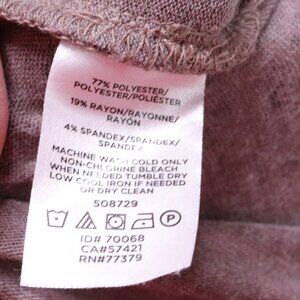 77% POLYESTER/
POLYESTER/POLIÉSTER
19% RAYON/RAYONNE/
RAYÓN
4% SPANDEX/SPANDEX/
SPANDEX
MACHINE WASH COLD ONLY
NON-CHLORINE BLEACH
WHEN NEEDED TUMBLE DRY
LOW COOL IRON IF NEEDED
OR DRY CLEAN
508729
P
ID# 70068
CA#57421
RN#77379